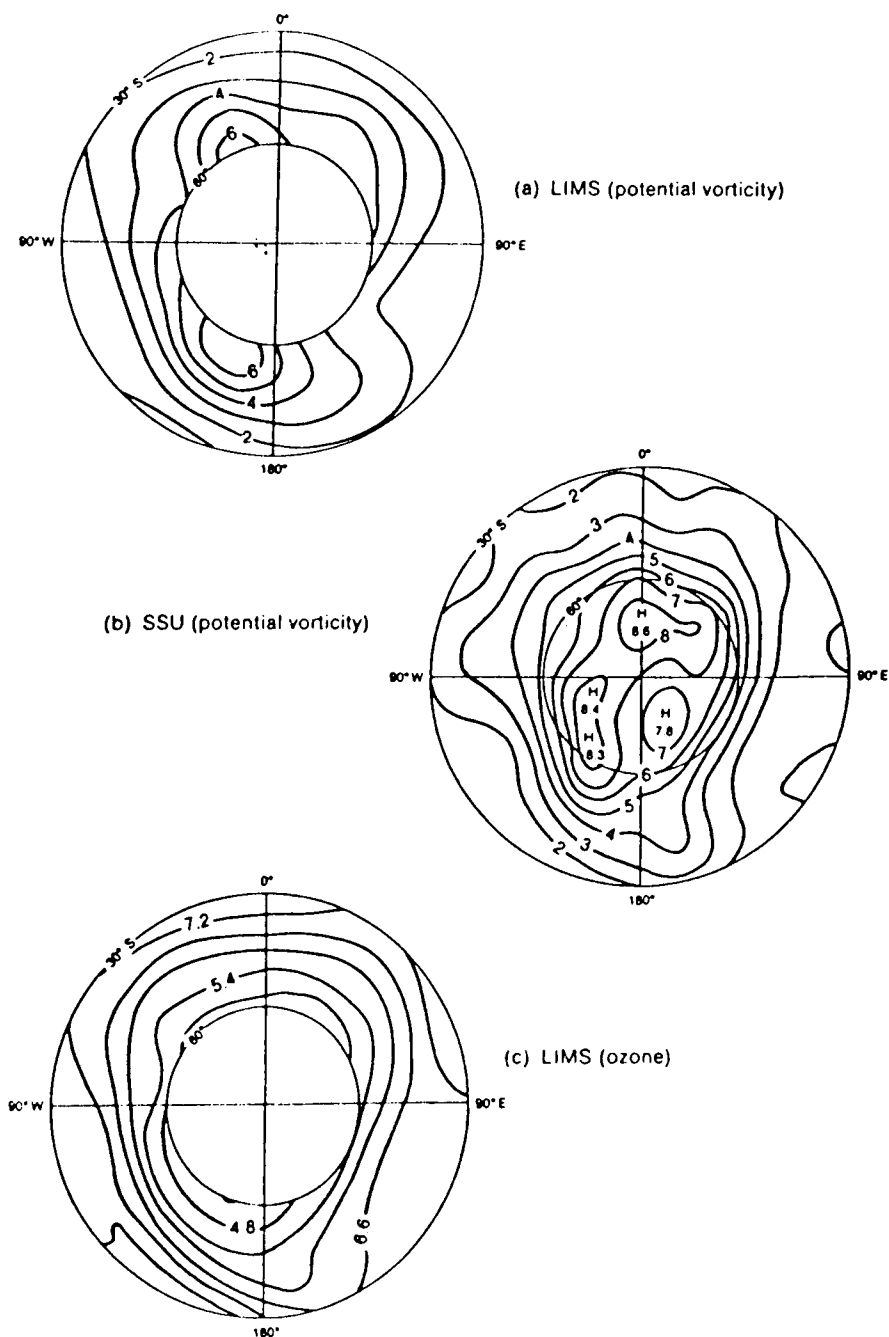 0°
30° S
2
4
6
60°
(a) LIMS (potential vorticity)
90° W
90° E
6
4
2
180°
0°
30° S
2
3
4
5
6
7
60°
H
8.6
8
(b) SSU (potential vorticity)
90° W
90° E
H
8.4
H
8.3
H
7.8
7
6
5
4
3
2
180°
0°
30° S
7.2
5.4
60°
(c) LIMS (ozone)
90° W
90° E
4.8
6.6
180°